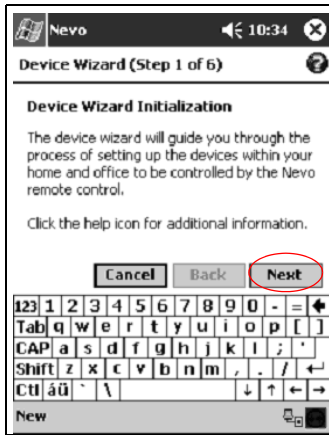 Nevo 10:34
Device Wizard (Step 1 of 6)
Device Wizard Initialization
The device wizard will guide you through the
process of setting up the devices within your
home and office to be controlled by the Nevo
remote control.
Click the help icon for additional information.
Cancel Back Next
123 1 2 3 4 5 6 7 8 9 0 - =
Tab q w e r t y u i o p [ ]
CAP a s d f g h j k l ; '
Shift z x c v b n m , . /
Ctl áü ` \
New